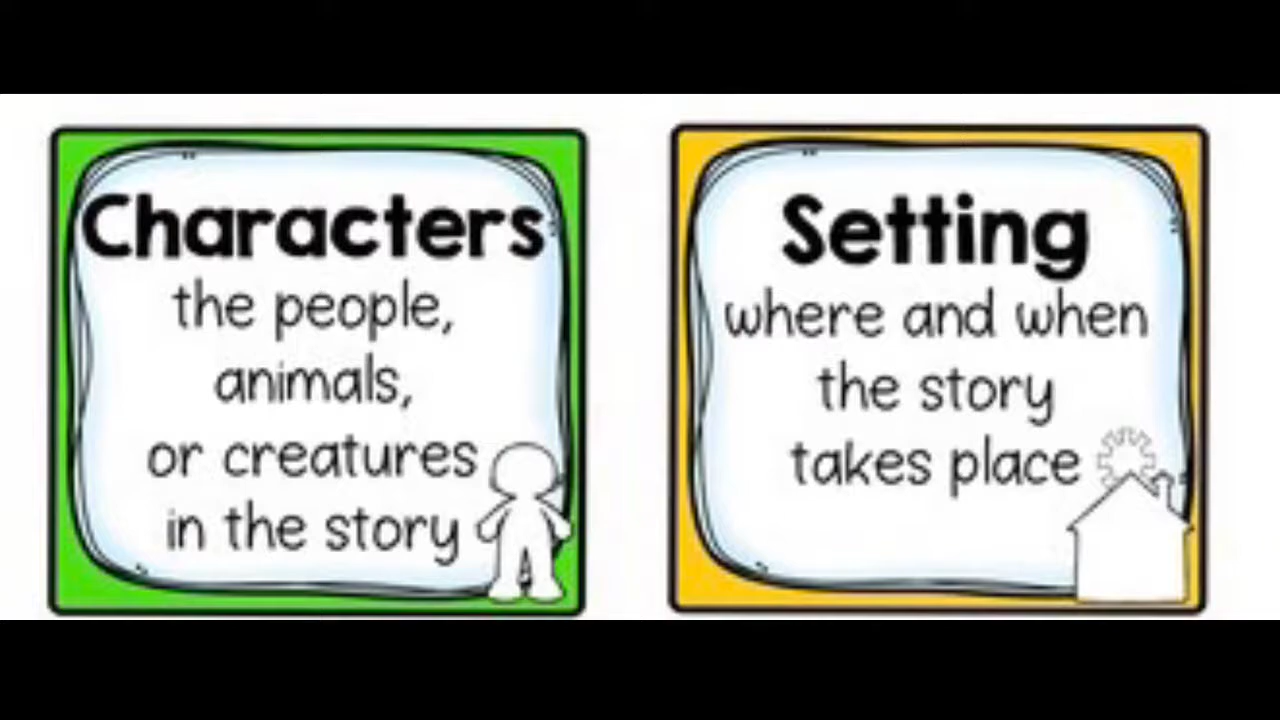 Characters
the people,
animals,
or creatures
in the story
Setting
where and when
the story
takes place